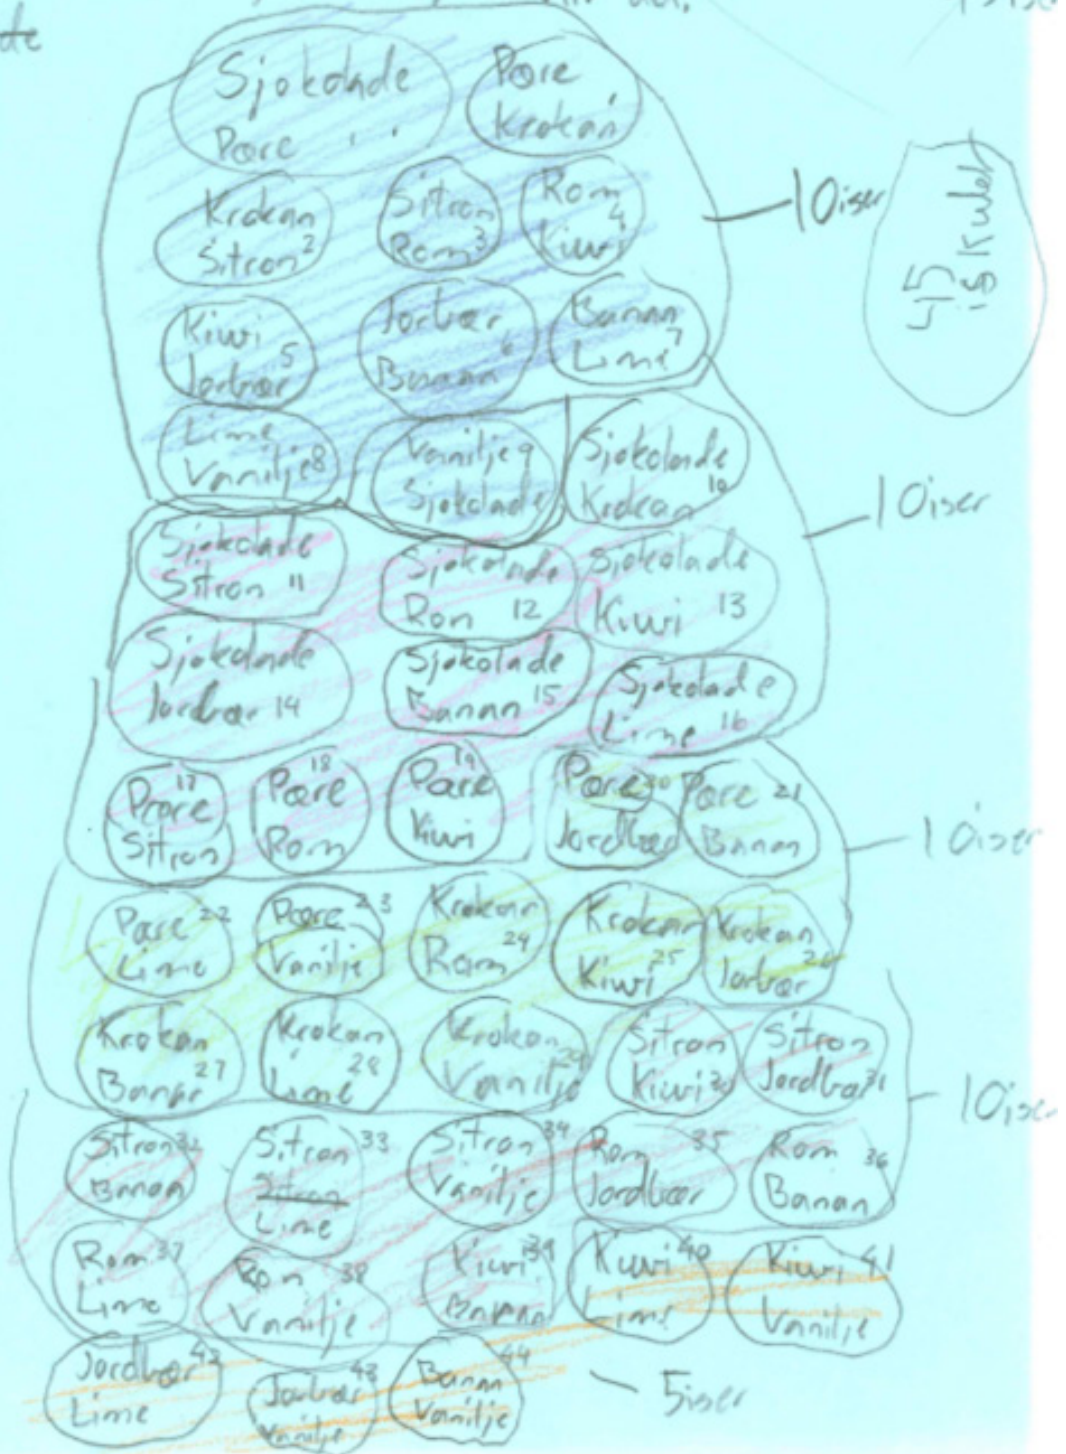 de
Sjokolade
Pære
Pære
Krokan
Krokan
Sitron 2
Sitron
Rom 3
Rom 4
Kiwi
10iser
45
iskuler
Kiwi 5
Jorbær
Jorbær 6
Banan
Banan
Lime 7
Lime
Vanilje 8
Vanilje 9
Sjokolade
Sjokolade
Krokan 10
10iser
Sjokolade
Sitron 11
Sjokolade
Rom 12
Sjokolade
Kiwi 13
Sjokolade
Jordbær 14
Sjokolade
Banan 15
Sjokolade
Lime 16
17
Pære
Sitron
18
Pære
Rom
19
Pære
Kiwi
Pære 20
Jordbær
Pære 21
Banan
10iser
Pære 22
Lime
Pære 23
Vanilje
Krokan
Rom 24
Krokan
Kiwi 25
Krokan
Jorbær 26
Krokan
Banan 27
Krokan
Lime 28
Krokan
Vanilje 29
Sitron
Kiwi 30
Sitron
Jordbær 31
10iser
Sitron 32
Banan
Sitron 33
Sitron
Lime
Sitron 34
Vanilje
Rom 35
Jordbær
Rom 36
Banan
Rom 37
Lime
Rom 38
Vanilje
Kiwi 39
Banan
Kiwi 40
Lime
Kiwi 41
Vanilje
Jordbær 42
Lime
Jorbær 43
Vanilje
Banan 44
Vanilje
5iser